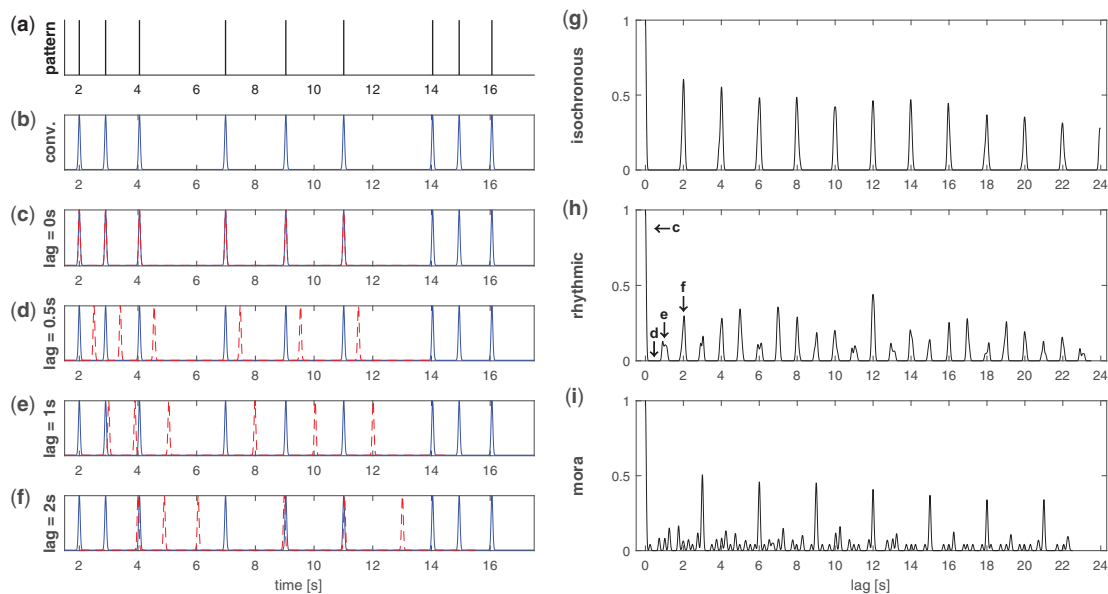 (a)
pattern
2 4 6 8 10 12 14 16
(b)
conv.
2 4 6 8 10 12 14 16
(c)
lag = 0s
2 4 6 8 10 12 14 16
(d)
lag = 0.5s
2 4 6 8 10 12 14 16
(e)
lag = 1s
2 4 6 8 10 12 14 16
(f)
lag = 2s
2 4 6 8 10 12 14 16
time [s]
(g)
isochronous
1
0.5
0
0 2 4 6 8 10 12 14 16 18 20 22 24
(h)
rhythmic
1
0.5
0
c
f
e
d
0 2 4 6 8 10 12 14 16 18 20 22 24
(i)
mora
1
0.5
0
0 2 4 6 8 10 12 14 16 18 20 22 24
lag [s]